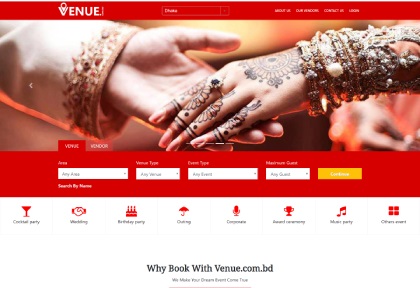 VENUE
Dhaka
ABOUT US OUR VENDORS CONTACT US LOGIN
VENUE VENDOR
Area Venue Type Event Type Maximum Guest
Any Area Any Venue Any Event Any Guest Continue
Search By Name
Cocktail party Wedding Birthday party Outing Corporate Award ceremony Music party Others event
Why Book With Venue.com.bd
We Make Your Dream Event Come True